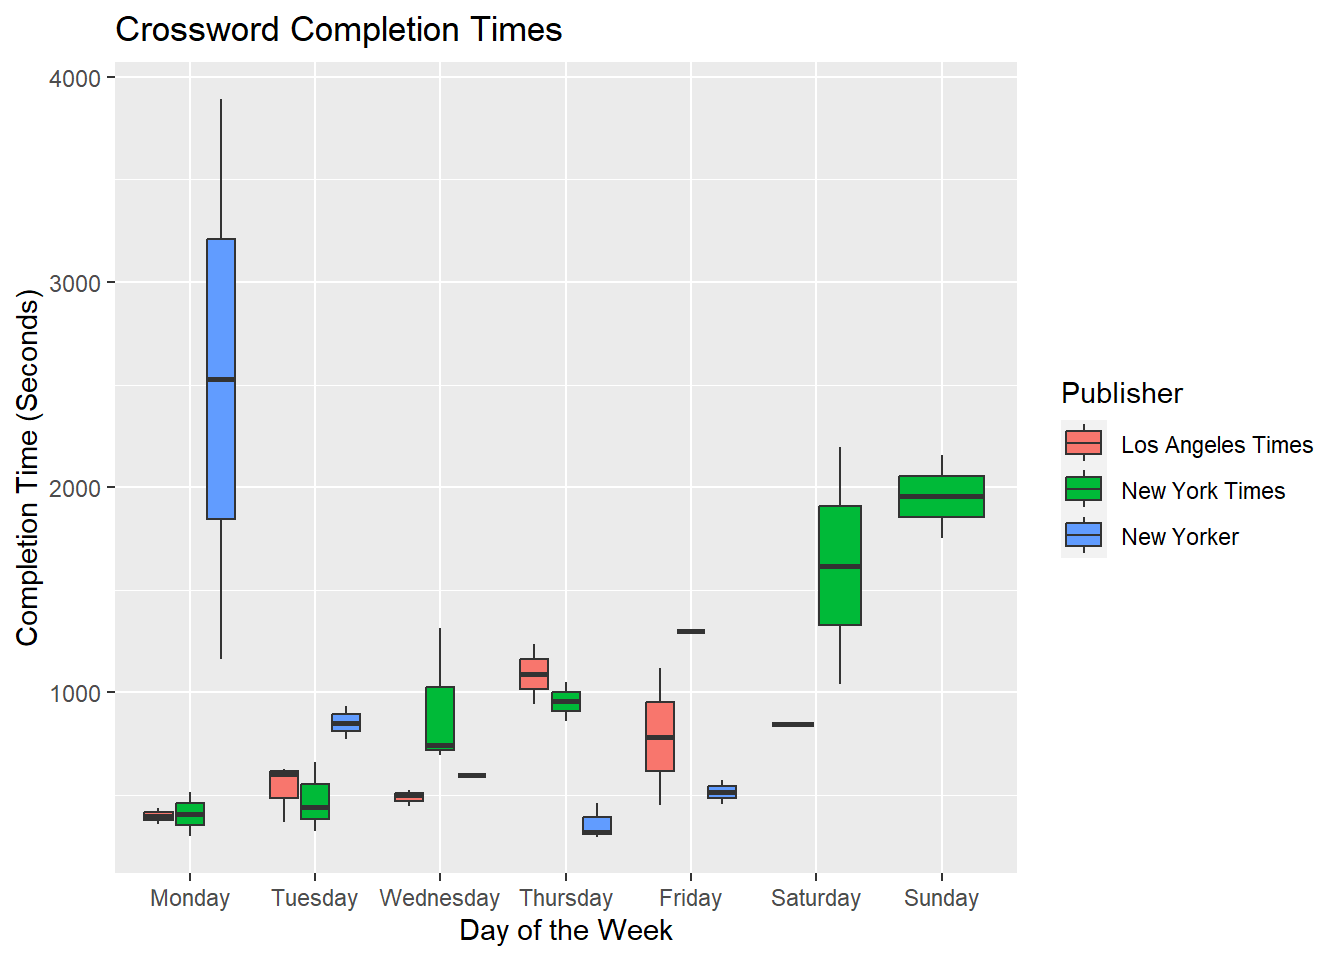 Crossword Completion Times
Completion Time (Seconds)
4000
3000
2000
1000
Monday Tuesday Wednesday Thursday Friday Saturday Sunday
Day of the Week
Publisher
Los Angeles Times
New York Times
New Yorker